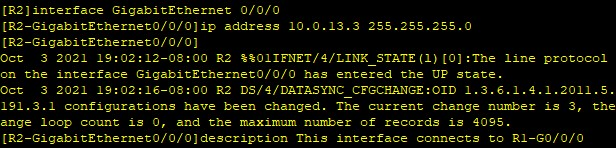 [R2]interface GigabitEthernet 0/0/0
[R2-GigabitEthernet0/0/0]ip address 10.0.13.3 255.255.255.0
[R2-GigabitEthernet0/0/0]
Oct  3 2021 19:02:12-08:00 R2 %%01IFNET/4/LINK_STATE(l)[0]:The line protocol
on the interface GigabitEthernet0/0/0 has entered the UP state.
Oct  3 2021 19:02:16-08:00 R2 DS/4/DATASYNC_CFGCHANGE:OID 1.3.6.1.4.1.2011.5.
191.3.1 configurations have been changed. The current change number is 3, the
ange loop count is 0, and the maximum number of records is 4095.
[R2-GigabitEthernet0/0/0]description This interface connects to R1-G0/0/0